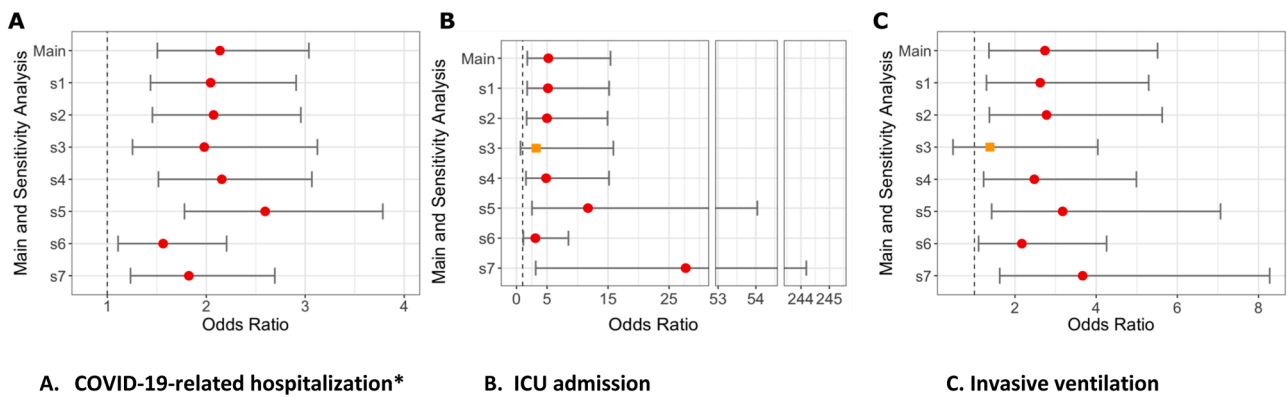 A
Main and Sensitivity Analysis
Main
s1
s2
s3
s4
s5
s6
s7
1 2 3 4
Odds Ratio
B
Main and Sensitivity Analysis
Main
s1
s2
s3
s4
s5
s6
s7
0 5 15 25 53 54 244 245
Odds Ratio
C
Main and Sensitivity Analysis
Main
s1
s2
s3
s4
s5
s6
s7
2 4 6 8
Odds Ratio
A. COVID-19-related hospitalization*
B. ICU admission
C. Invasive ventilation